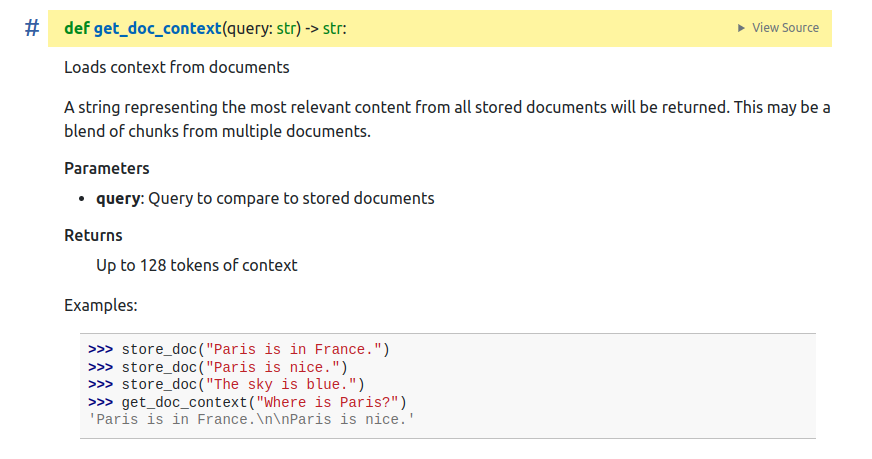 # def get_doc_context(query: str) -> str: ▶ View Source
Loads context from documents
A string representing the most relevant content from all stored documents will be returned. This may be a
blend of chunks from multiple documents.
Parameters
• query: Query to compare to stored documents
Returns
Up to 128 tokens of context
Examples:
>>> store_doc("Paris is in France.")
>>> store_doc("Paris is nice.")
>>> store_doc("The sky is blue.")
>>> get_doc_context("Where is Paris?")
'Paris is in France.\n\nParis is nice.'